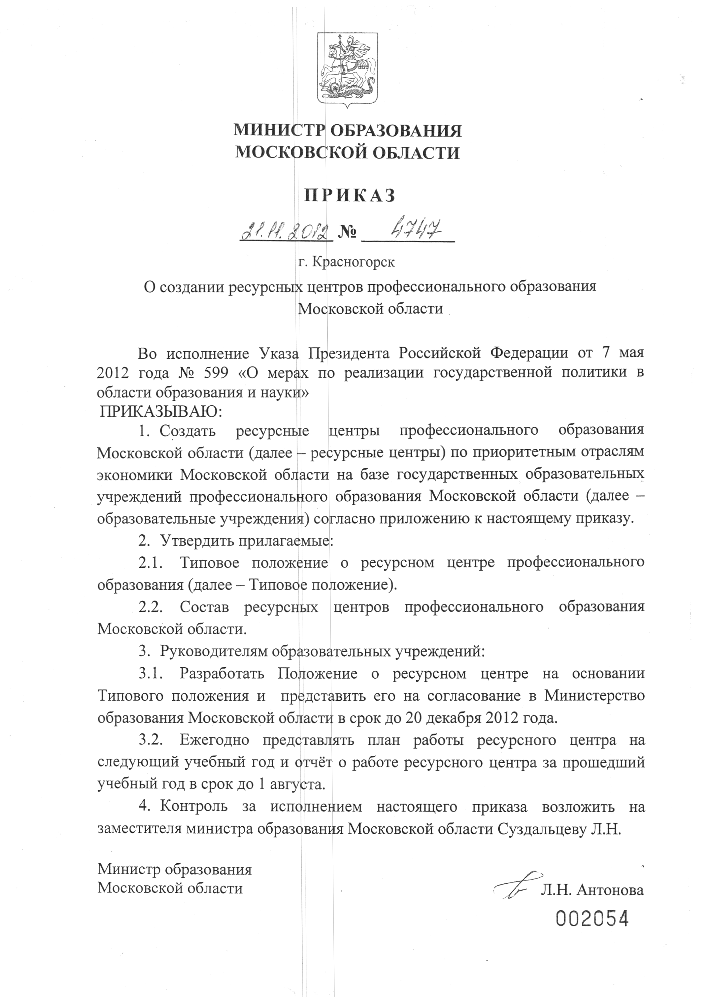 МИНИСТР ОБРАЗОВАНИЯ
МОСКОВСКОЙ ОБЛАСТИ
ПРИКАЗ
21.11.2012 № 4747
г. Красногорск
О создании ресурсных центров профессионального образования
Московской области
Во исполнение Указа Президента Российской Федерации от 7 мая
2012 года № 599 «О мерах по реализации государственной политики в
области образования и науки»
ПРИКАЗЫВАЮ:
1. Создать ресурсные центры профессионального образования
Московской области (далее – ресурсные центры) по приоритетным отраслям
экономики Московской области на базе государственных образовательных
учреждений профессионального образования Московской области (далее –
образовательные учреждения) согласно приложению к настоящему приказу.
2. Утвердить прилагаемые:
2.1. Типовое положение о ресурсном центре профессионального
образования (далее – Типовое положение).
2.2. Состав ресурсных центров профессионального образования
Московской области.
3. Руководителям образовательных учреждений:
3.1. Разработать Положение о ресурсном центре на основании
Типового положения и представить его на согласование в Министерство
образования Московской области в срок до 20 декабря 2012 года.
3.2. Ежегодно представлять план работы ресурсного центра на
следующий учебный год и отчёт о работе ресурсного центра за прошедший
учебный год в срок до 1 августа.
4. Контроль за исполнением настоящего приказа возложить на
заместителя министра образования Московской области Суздальцеву Л.Н.
Министр образования
Московской области
Л.Н. Антонова
002054